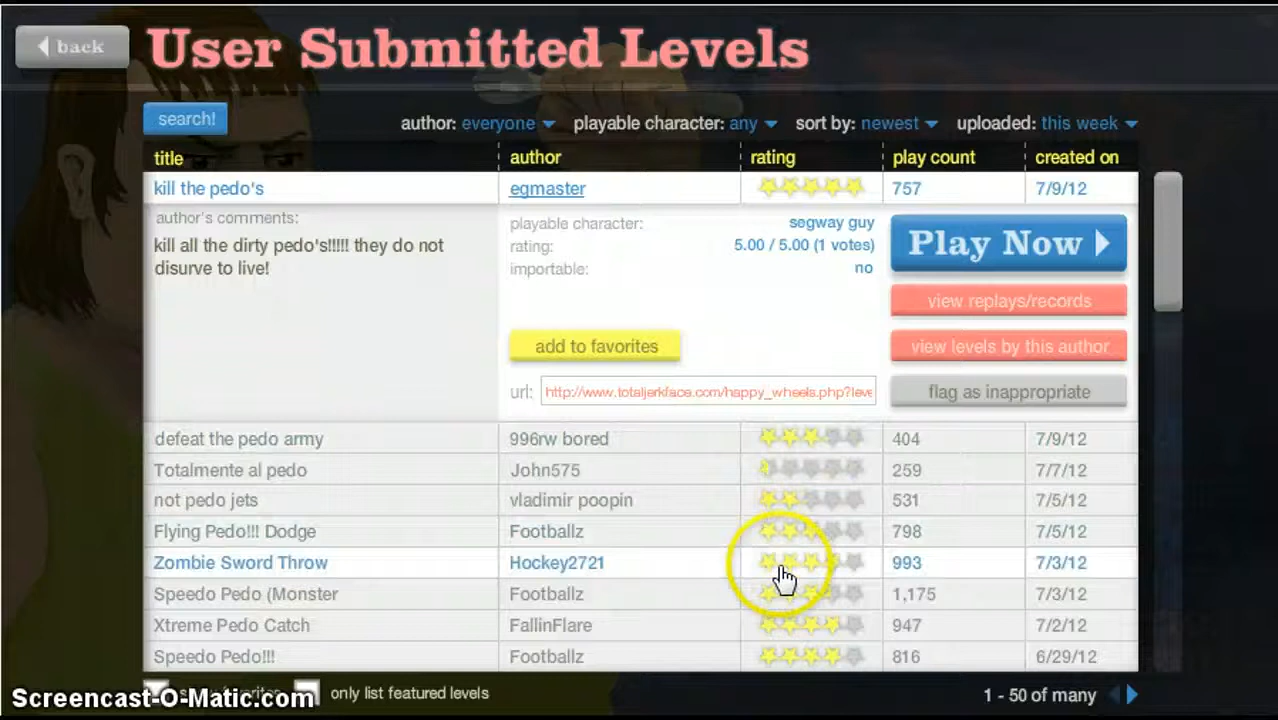 back
User Submitted Levels
search!
author: everyone playable character: any sort by: newest uploaded: this week
title author rating play count created on
kill the pedo's egmaster 757 7/9/12
author's comments:
kill all the dirty pedo's!!!!! they do not
disurve to live!
playable character: segway guy
rating: 5.00 / 5.00 (1 votes)
importable: no
Play Now
view replays/records
add to favorites
view levels by this author
url: http://www.totaljerkface.com/happy_wheels.php?leve
flag as inappropriate
defeat the pedo army 996rw bored 404 7/9/12
Totalmente al pedo John575 259 7/7/12
not pedo jets vladimir poopin 531 7/5/12
Flying Pedo!!! Dodge Footballz 798 7/5/12
Zombie Sword Throw Hockey2721 993 7/3/12
Speedo Pedo (Monster Footballz 1,175 7/3/12
Xtreme Pedo Catch FallinFlare 947 7/2/12
Speedo Pedo!!! Footballz 816 6/29/12
only list featured levels
1 - 50 of many
Screencast-O-Matic.com